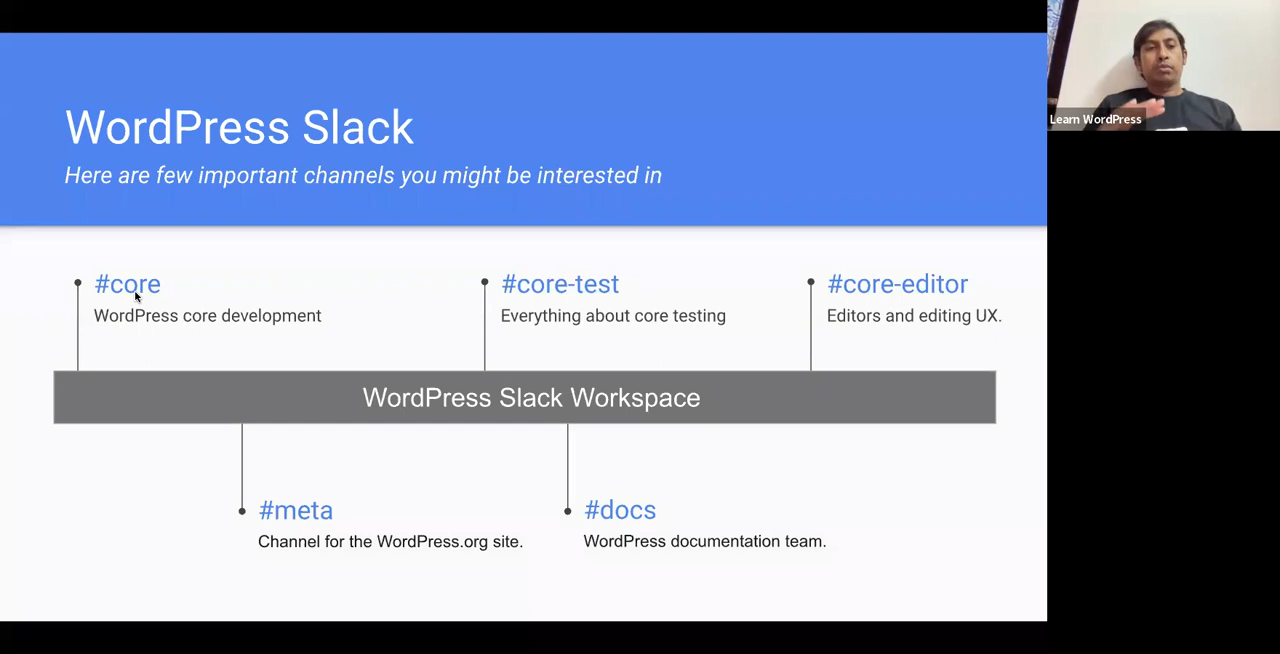 WordPress Slack
Here are few important channels you might be interested in
Learn WordPress
#core
WordPress core development
#core-test
Everything about core testing
#core-editor
Editors and editing UX.
WordPress Slack Workspace
#meta
Channel for the WordPress.org site.
#docs
WordPress documentation team.